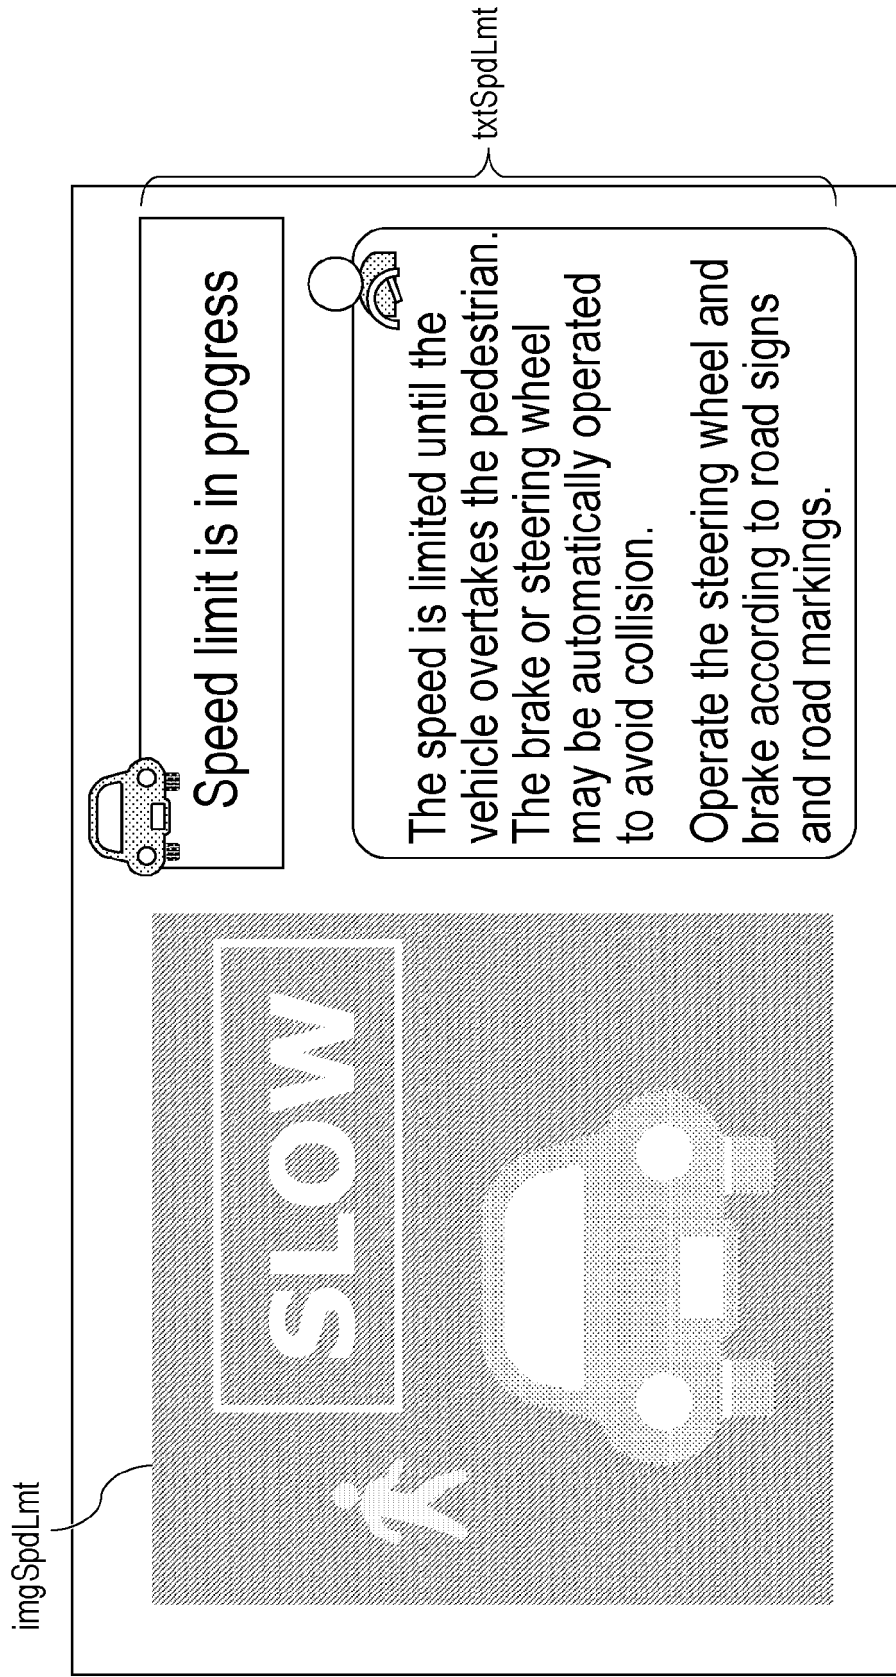 imgSpdLmt
SLOW
Speed limit is in progress
The speed is limited until the
vehicle overtakes the pedestrian.
The brake or steering wheel
may be automatically operated
to avoid collision.
Operate the steering wheel and
brake according to road signs
and road markings.
txtSpdLmt